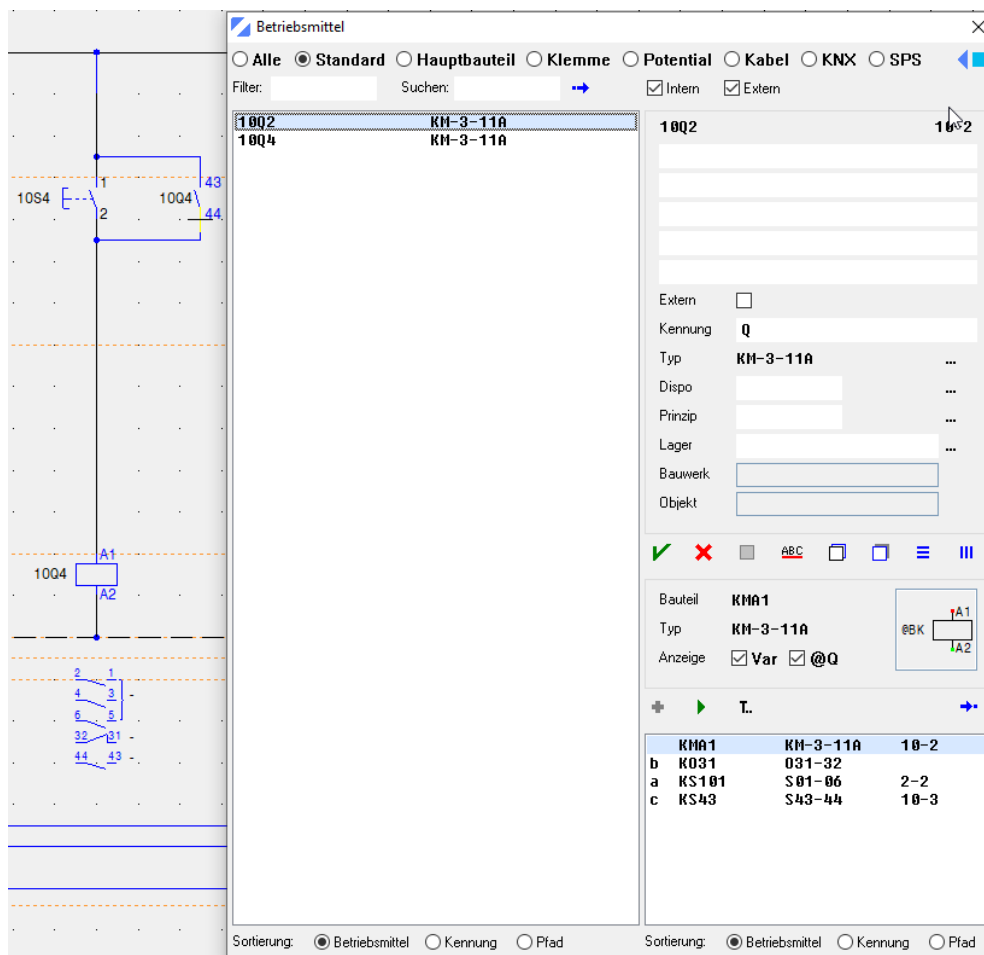 Betriebsmittel
Alle Standard Hauptbauteil Klemme Potential Kabel KNX SPS
Filter: Suchen: Intern Extern
10Q2 KM-3-11A
10Q4 KM-3-11A
10Q2 10-2
Extern
Kennung Q
Typ KM-3-11A ...
Dispo ...
Prinzip ...
Lager ...
Bauwerk
Objekt
ABC
Bauteil KMA1
Typ KM-3-11A
Anzeige Var @Q
@BK A1
A2
T..
KMA1 KM-3-11A 10-2
b KO31 O31-32
a KS101 S01-06 2-2
c KS43 S43-44 10-3
Sortierung: Betriebsmittel Kennung Pfad
Sortierung: Betriebsmittel Kennung Pfad
10S4 1
2
10Q4 43
44
10Q4 A1
A2
2 1
4 3 -
6 5
32 31 -
44 43 -